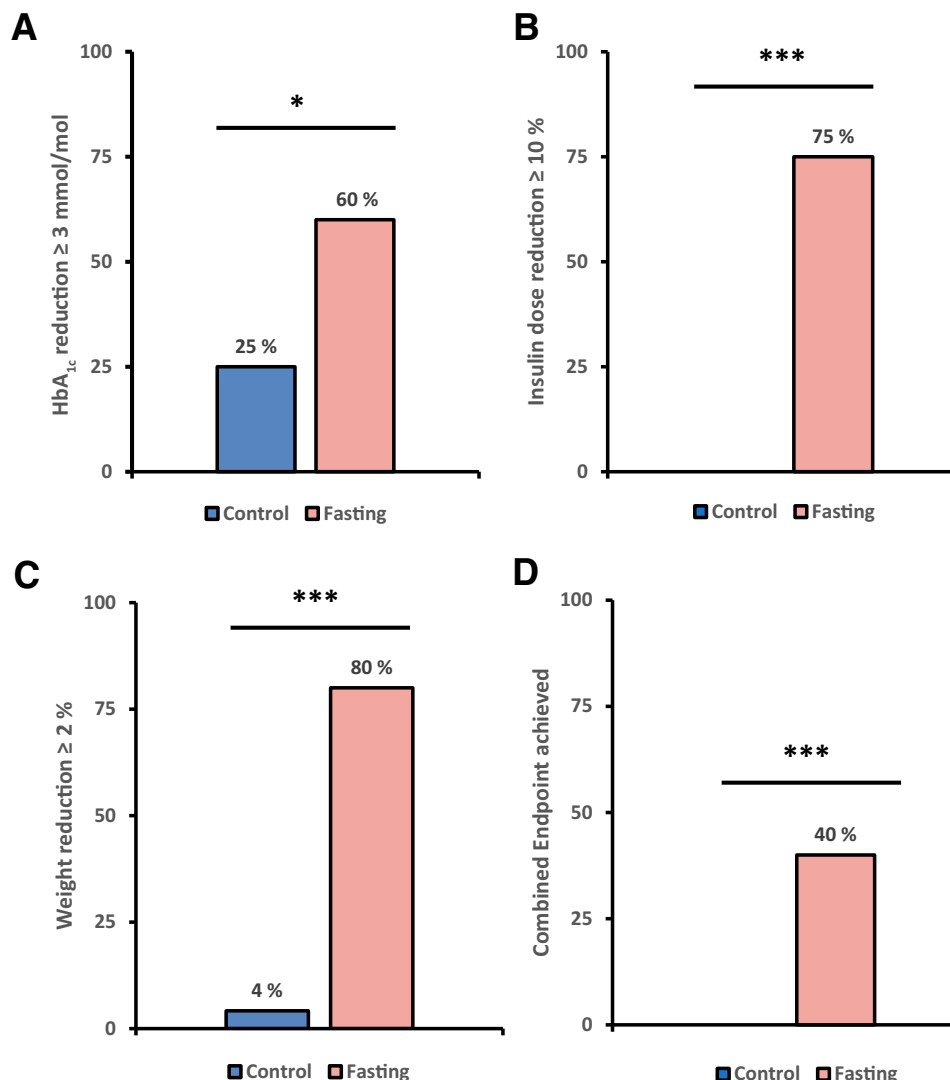 A
HbA1c reduction ≥ 3 mmol/mol
100
75
50
25
0
*
25 %
60 %
Control Fasting
B
Insulin dose reduction ≥ 10 %
100
75
50
25
0
***
75 %
Control Fasting
C
Weight reduction ≥ 2 %
100
75
50
25
0
***
4 %
80 %
Control Fasting
D
Combined Endpoint achieved
100
75
50
25
0
***
40 %
Control Fasting